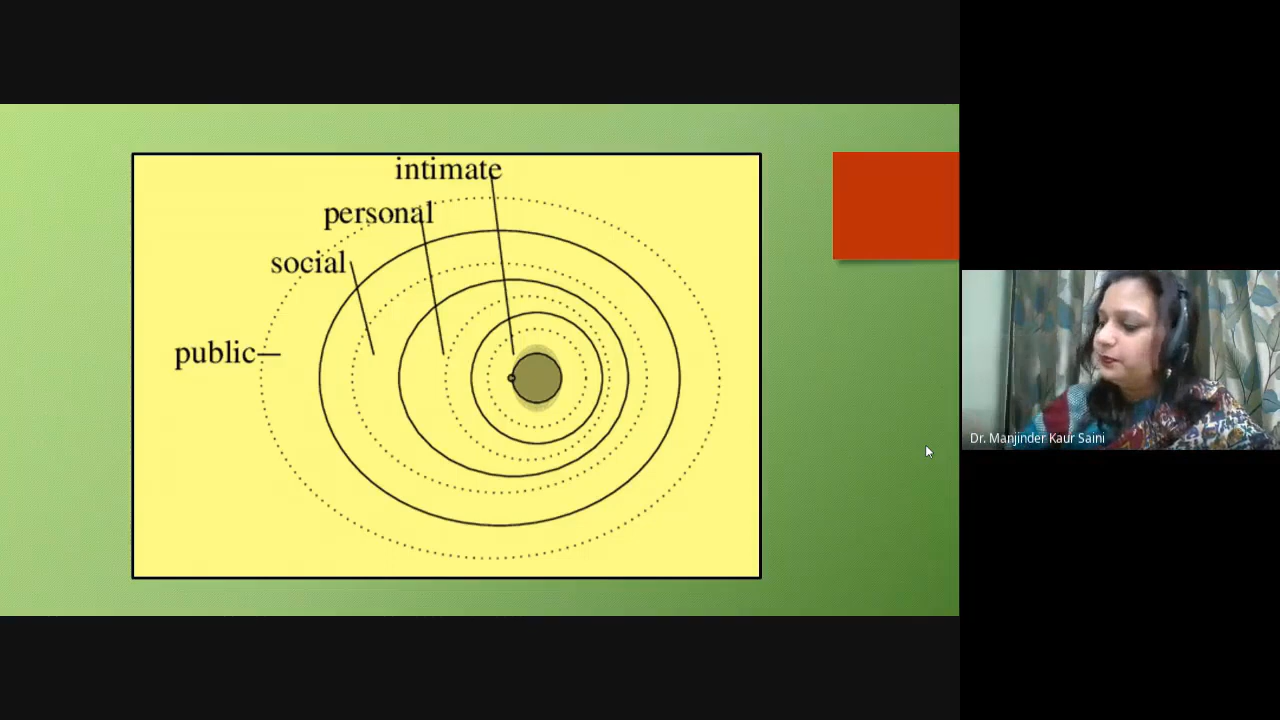 intimate
personal
social
public
Dr. Manjinder Kaur Saini